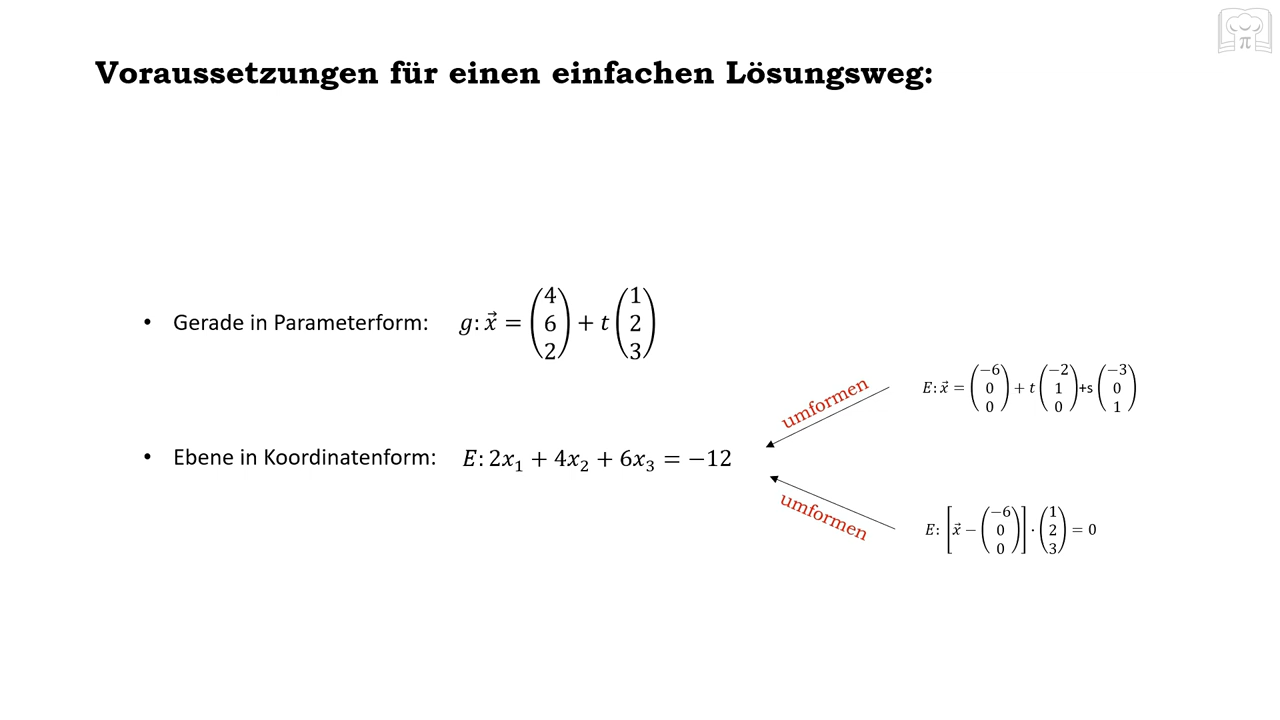 Voraussetzungen für einen einfachen Lösungsweg:
• Gerade in Parameterform: g: x⃗ = (4 6 2) + t (1 2 3)
umformen
E: x⃗ = (−6 0 0) + t (−2 1 0) +s (−3 0 1)
• Ebene in Koordinatenform: E: 2x₁ + 4x₂ + 6x₃ = −12
umformen
E: [x⃗ − (−6 0 0)] · (1 2 3) = 0
π